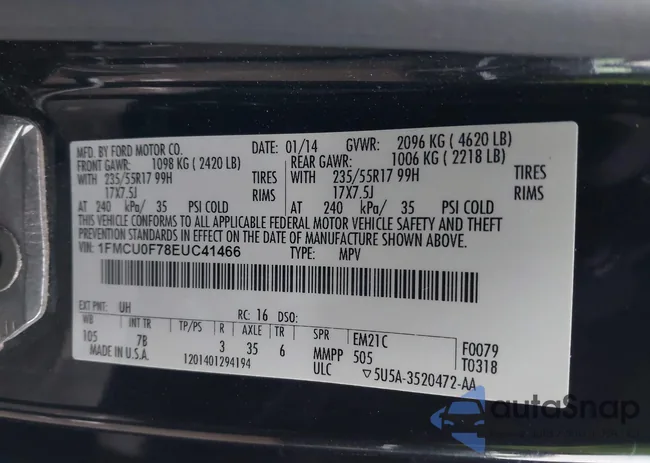 MFD. BY FORD MOTOR CO. DATE: 01/14 GVWR: 2096 KG ( 4620 LB)
FRONT GAWR: 1098 KG ( 2420 LB) REAR GAWR: 1006 KG ( 2218 LB)
WITH 235/55R17 99H TIRES WITH 235/55R17 99H TIRES
17X7.5J RIMS 17X7.5J RIMS
AT 240 kPa/ 35 PSI COLD AT 240 kPa/ 35 PSI COLD
THIS VEHICLE CONFORMS TO ALL APPLICABLE FEDERAL MOTOR VEHICLE SAFETY AND THEFT
PREVENTION STANDARDS IN EFFECT ON THE DATE OF MANUFACTURE SHOWN ABOVE.
VIN: 1FMCU0F78EUC41466 TYPE: MPV
EXT PNT: UH RC: 16 DSO:
WB INT TR TP/PS R AXLE TR SPR EM21C F0079
105 7B 3 35 6 MMPP 505 T0318
MADE IN U.S.A. 1201401294194 ULC ▽5U5A-3520472-AA
autoSnap